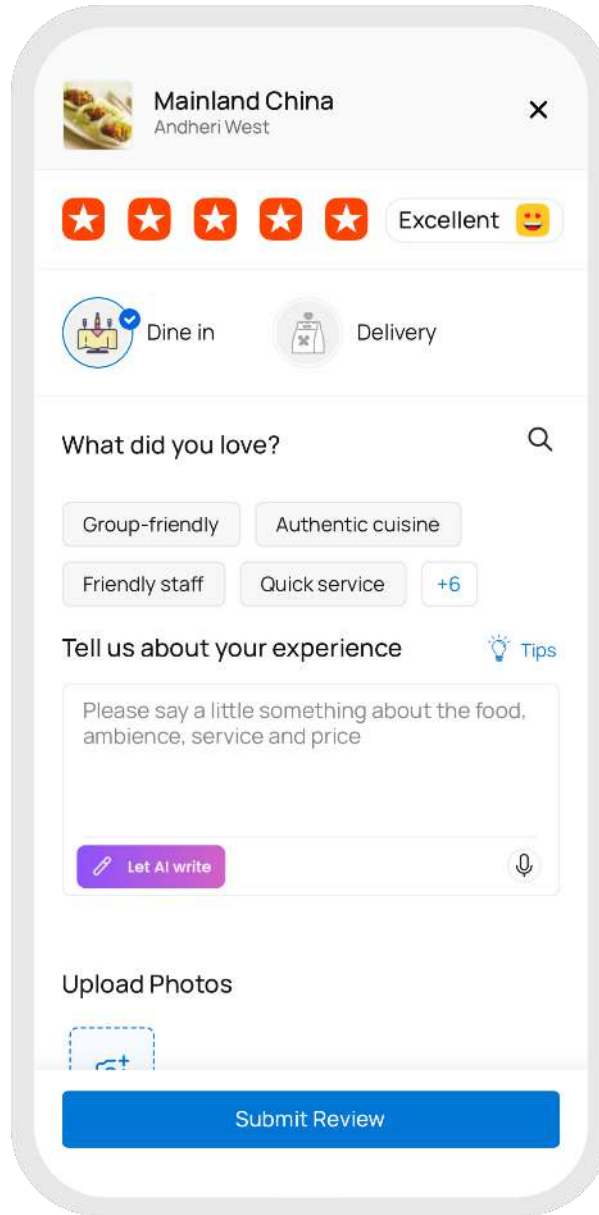 Mainland China
Andheri West
Excellent
Dine in
Delivery
What did you love?
Group-friendly
Authentic cuisine
Friendly staff
Quick service
+6
Tell us about your experience
Tips
Please say a little something about the food,
ambience, service and price
Let AI write
Upload Photos
Submit Review